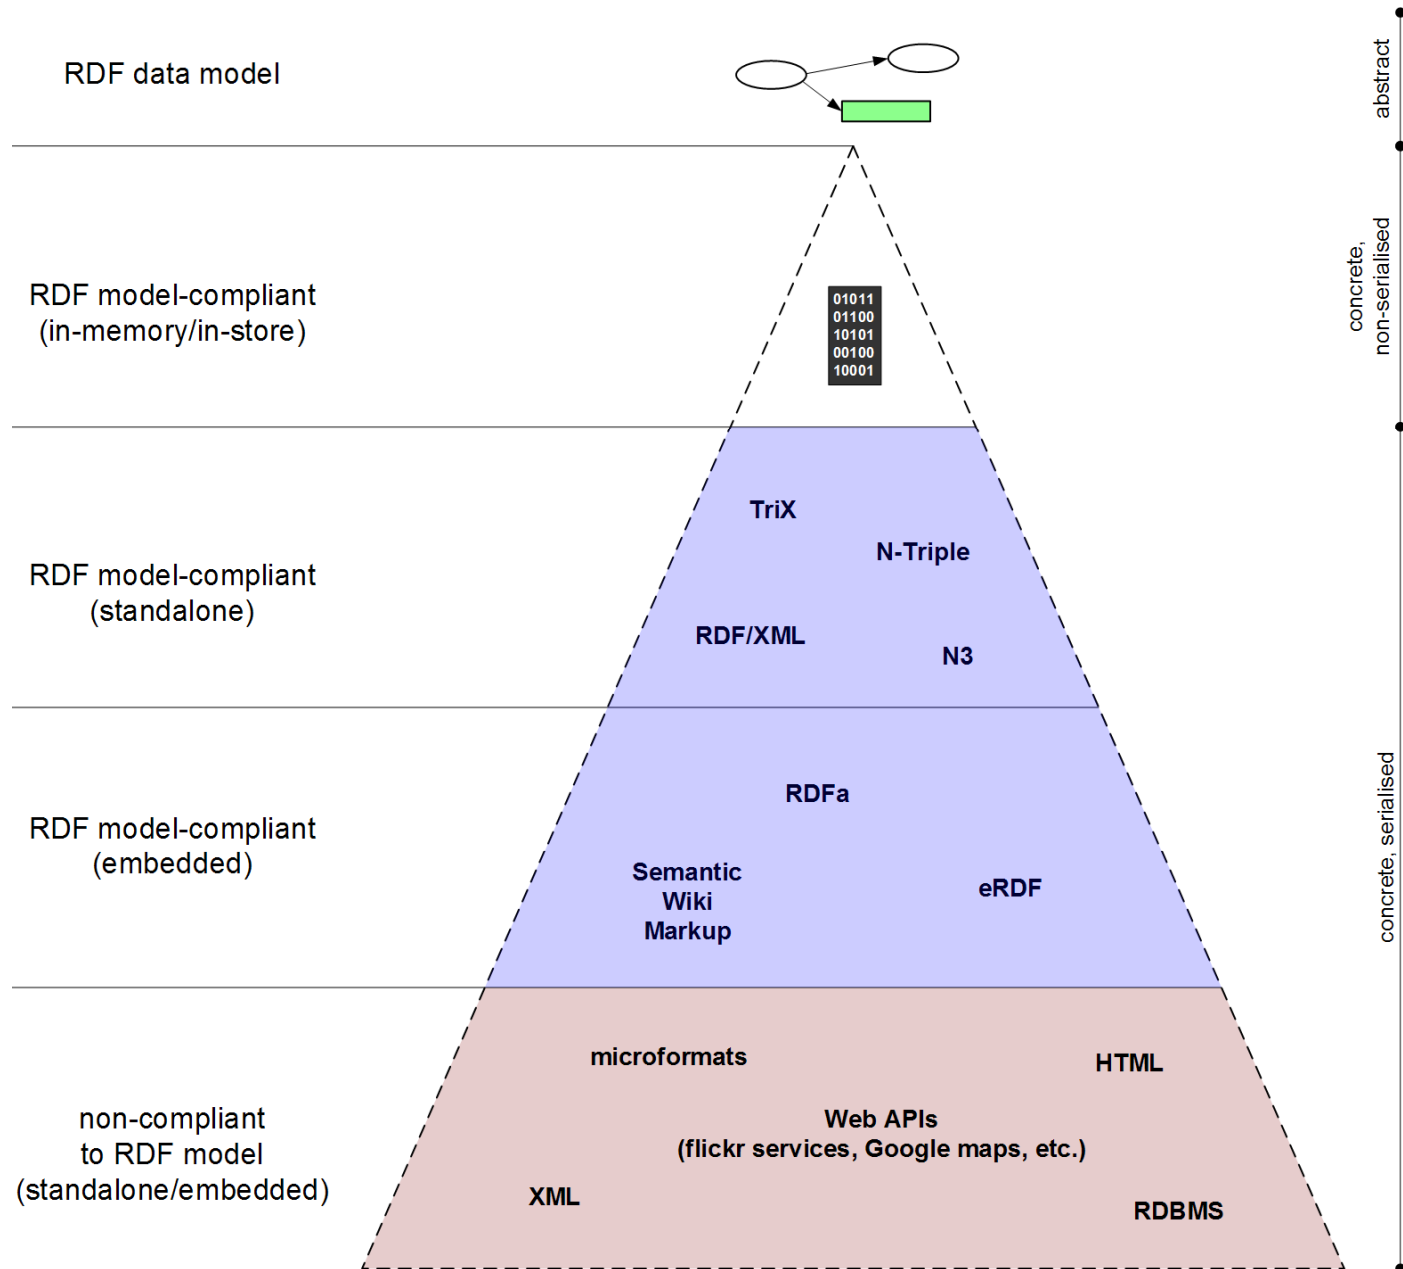 RDF data model
abstract
RDF model-compliant
(in-memory/in-store)
01011
01100
10101
00100
10001
concrete,
non-serialised
RDF model-compliant
(standalone)
TriX
N-Triple
RDF/XML
N3
RDF model-compliant
(embedded)
RDFa
Semantic
Wiki
Markup
eRDF
concrete, serialised
non-compliant
to RDF model
(standalone/embedded)
microformats
HTML
Web APIs
(flickr services, Google maps, etc.)
XML
RDBMS